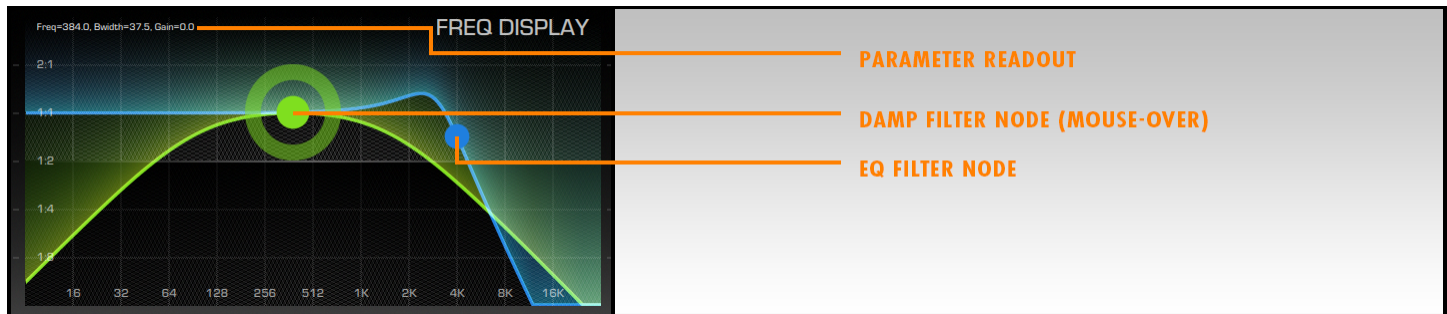 Freq=384.0, Bwidth=37.5, Gain=0.0
FREQ DISPLAY
2:1
1:1
1:2
1:4
1:8
16 32 64 128 256 512 1K 2K 4K 8K 16K
PARAMETER READOUT
DAMP FILTER NODE (MOUSE-OVER)
EQ FILTER NODE